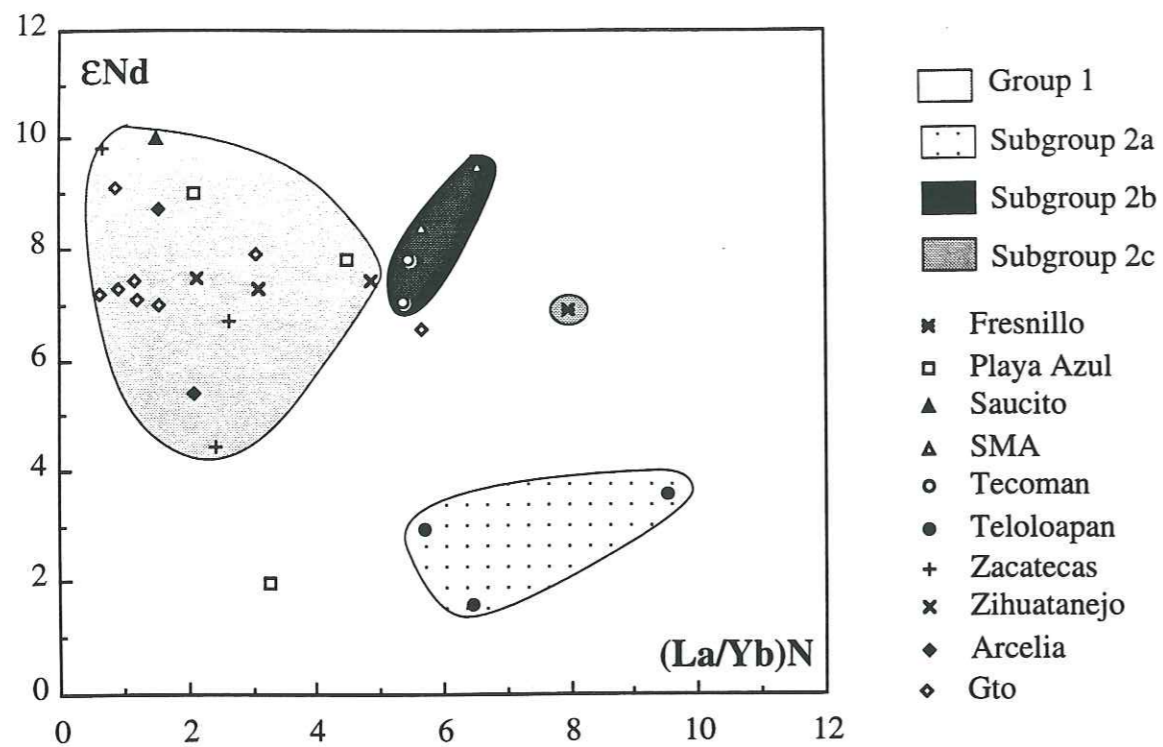 12
10
8
6
4
2
0
εNd
(La/Yb)N
0 2 4 6 8 10 12
Group 1
Subgroup 2a
Subgroup 2b
Subgroup 2c
Fresnillo
Playa Azul
Saucito
SMA
Tecoman
Teloloapan
Zacatecas
Zihuatanejo
Arcelia
Gto